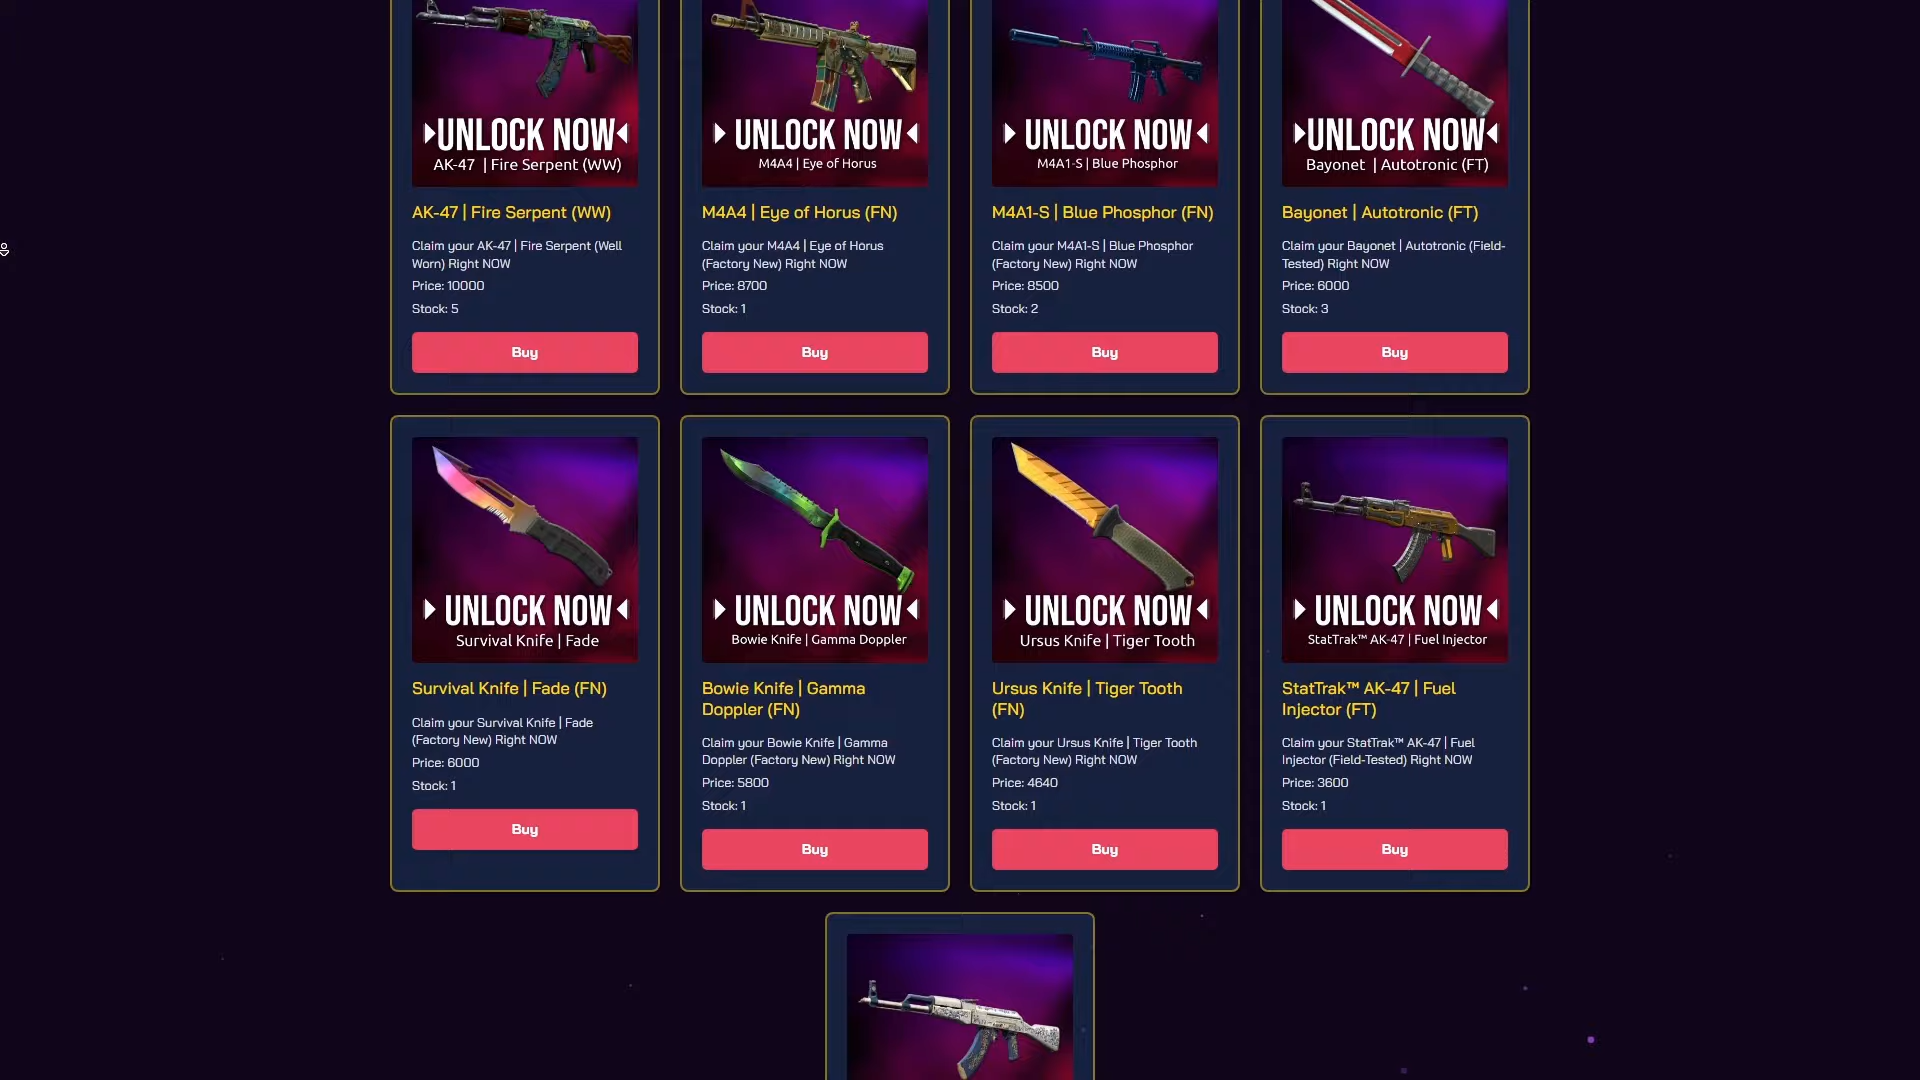 UNLOCK NOW
AK-47 | Fire Serpent (WW)
AK-47 | Fire Serpent (WW)
Claim your AK-47 | Fire Serpent (Well
Worn) Right NOW
Price: 10000
Stock: 5
Buy
UNLOCK NOW
M4A4 | Eye of Horus
M4A4 | Eye of Horus (FN)
Claim your M4A4 | Eye of Horus
(Factory New) Right NOW
Price: 8700
Stock: 1
Buy
UNLOCK NOW
M4A1-S | Blue Phosphor
M4A1-S | Blue Phosphor (FN)
Claim your M4A1-S | Blue Phosphor
(Factory New) Right NOW
Price: 8500
Stock: 2
Buy
UNLOCK NOW
Bayonet | Autotronic (FT)
Bayonet | Autotronic (FT)
Claim your Bayonet | Autotronic (Field-
Tested) Right NOW
Price: 6000
Stock: 3
Buy
UNLOCK NOW
Survival Knife | Fade
Survival Knife | Fade (FN)
Claim your Survival Knife | Fade
(Factory New) Right NOW
Price: 6000
Stock: 1
Buy
UNLOCK NOW
Bowie Knife | Gamma Doppler
Bowie Knife | Gamma
Doppler (FN)
Claim your Bowie Knife | Gamma
Doppler (Factory New) Right NOW
Price: 5800
Stock: 1
Buy
UNLOCK NOW
Ursus Knife | Tiger Tooth
Ursus Knife | Tiger Tooth
(FN)
Claim your Ursus Knife | Tiger Tooth
(Factory New) Right NOW
Price: 4640
Stock: 1
Buy
UNLOCK NOW
StatTrak™ AK-47 | Fuel Injector
StatTrak™ AK-47 | Fuel
Injector (FT)
Claim your StatTrak™ AK-47 | Fuel
Injector (Field-Tested) Right NOW
Price: 3600
Stock: 1
Buy